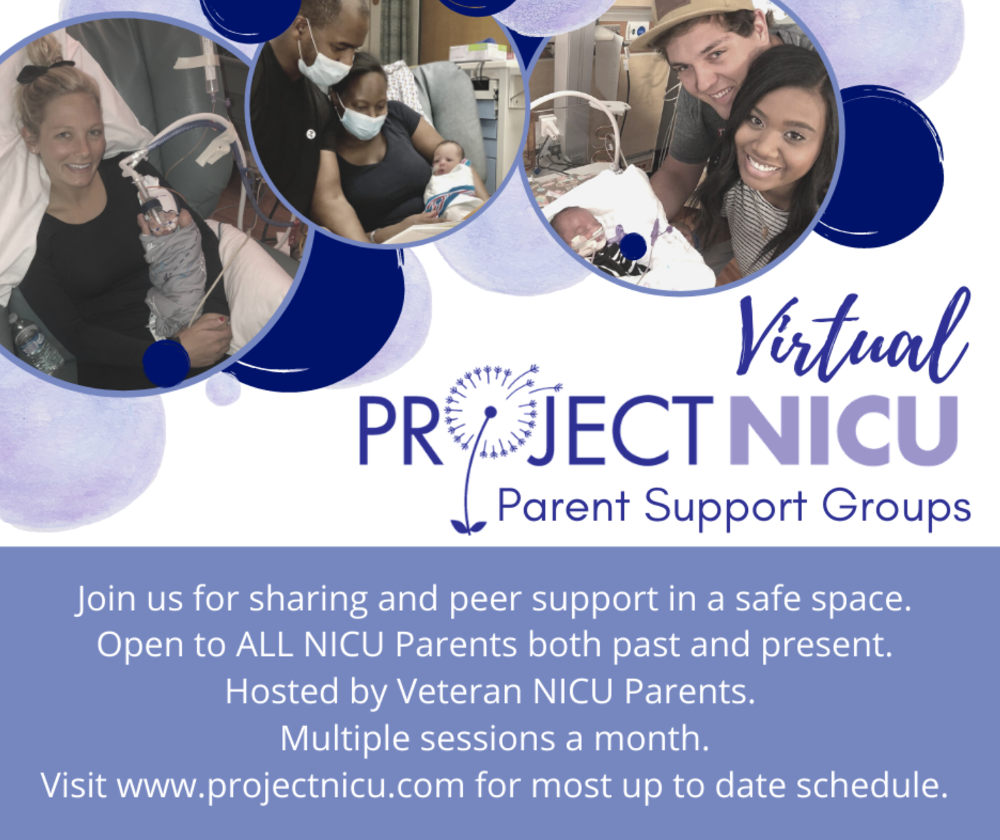 Virtual
PROJECT NICU
Parent Support Groups
Join us for sharing and peer support in a safe space.
Open to ALL NICU Parents both past and present.
Hosted by Veteran NICU Parents.
Multiple sessions a month.
Visit www.projectnicu.com for most up to date schedule.